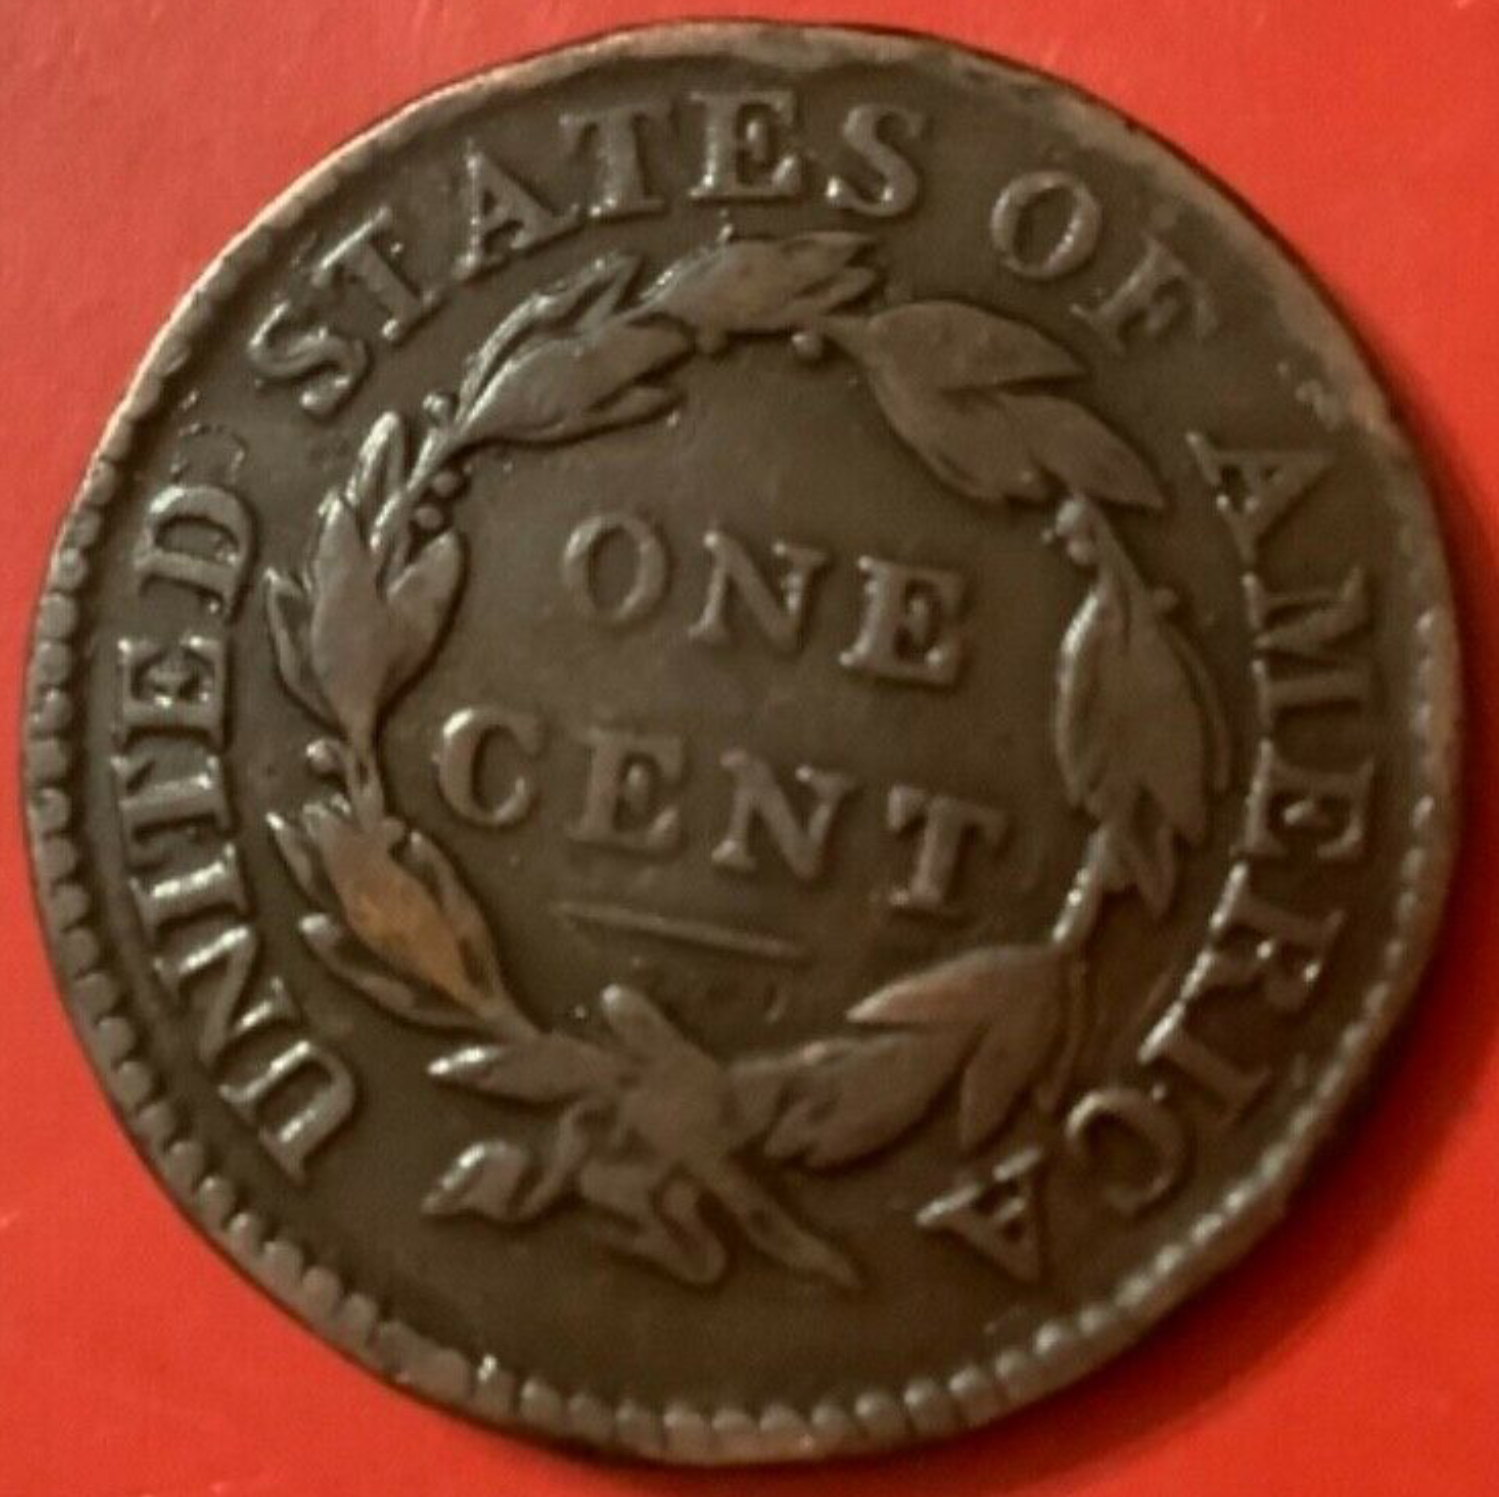 UNITED STATES OF AMERICA
ONE
CENT